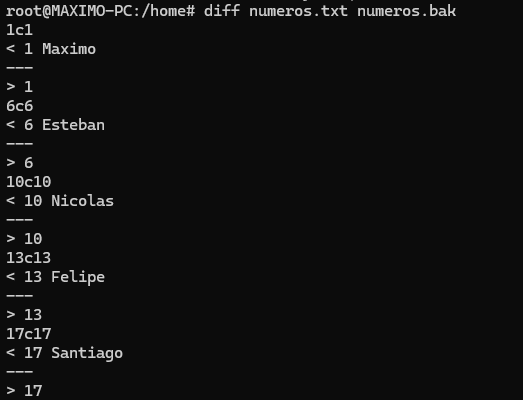 root@MAXIMO-PC:/home# diff numeros.txt numeros.bak
1c1
< 1 Maximo
---
> 1
6c6
< 6 Esteban
---
> 6
10c10
< 10 Nicolas
---
> 10
13c13
< 13 Felipe
---
> 13
17c17
< 17 Santiago
---
> 17